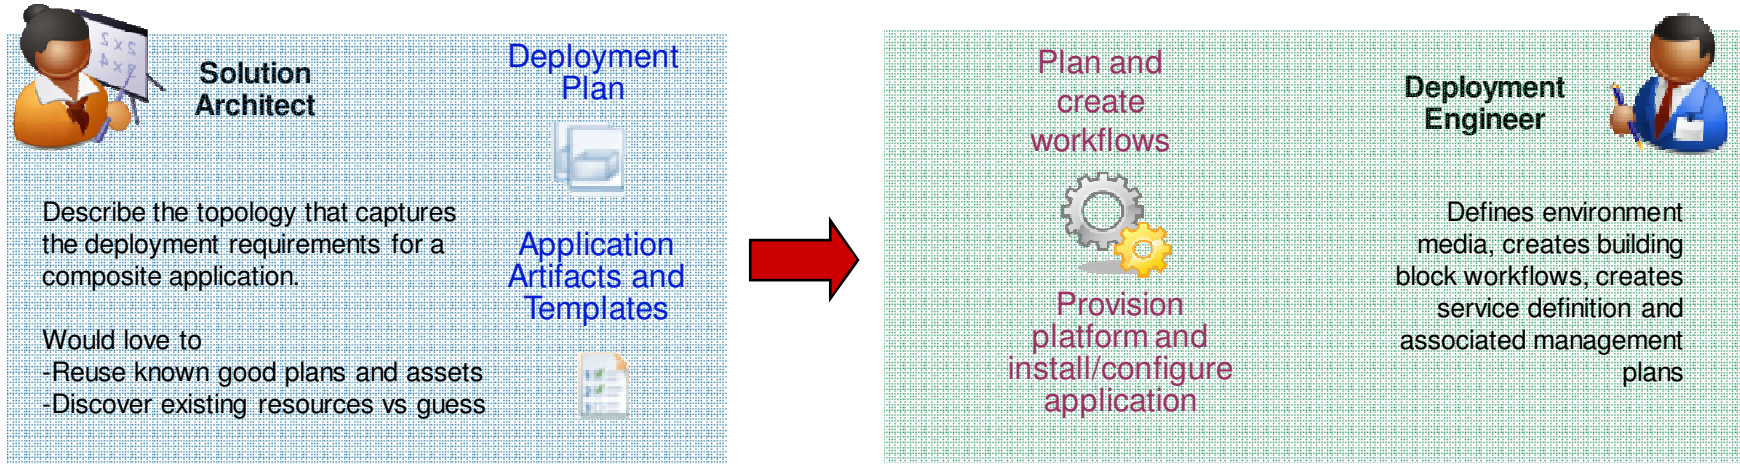 Solution
Architect
Deployment
Plan
Describe the topology that captures
the deployment requirements for a
composite application.
Would love to
-Reuse known good plans and assets
-Discover existing resources vs guess
Application
Artifacts and
Templates
Plan and
create
workflows
Provision
platform and
install/configure
application
Deployment
Engineer
Defines environment
media, creates building
block workflows, creates
service definition and
associated management
plans